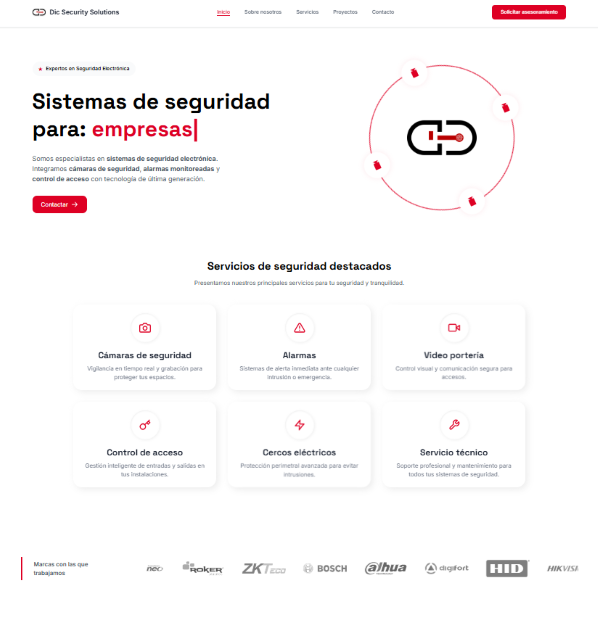 Dic Security Solutions
Inicio Sobre nosotros Servicios Proyectos Contacto
Solicitar asesoramiento
Expertos en Seguridad Electrónica
Sistemas de seguridad
para: empresas|
Somos especialistas en sistemas de seguridad electrónica.
Integramos cámaras de seguridad, alarmas monitoreadas y
control de acceso con tecnología de última generación.
Contactar →
Servicios de seguridad destacados
Presentamos nuestros principales servicios para tu seguridad y tranquilidad.
Cámaras de seguridad
Vigilancia en tiempo real y grabación para
proteger tus espacios.
Alarmas
Sistemas de alerta inmediata ante cualquier
intrusión o emergencia.
Video portería
Control visual y comunicación segura para
accesos.
Control de acceso
Gestión inteligente de entradas y salidas en
tus instalaciones.
Cercos eléctricos
Protección perimetral avanzada para evitar
intrusiones.
Servicio técnico
Soporte profesional y mantenimiento para
todos tus sistemas de seguridad.
Marcas con las que
trabajamos
ROKER
ZKTeco
BOSCH
alhua
digifort
HID
HIKVISI